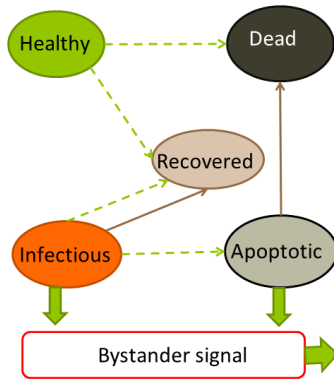 Healthy
Dead
Recovered
Infectious
Apoptotic
Bystander signal